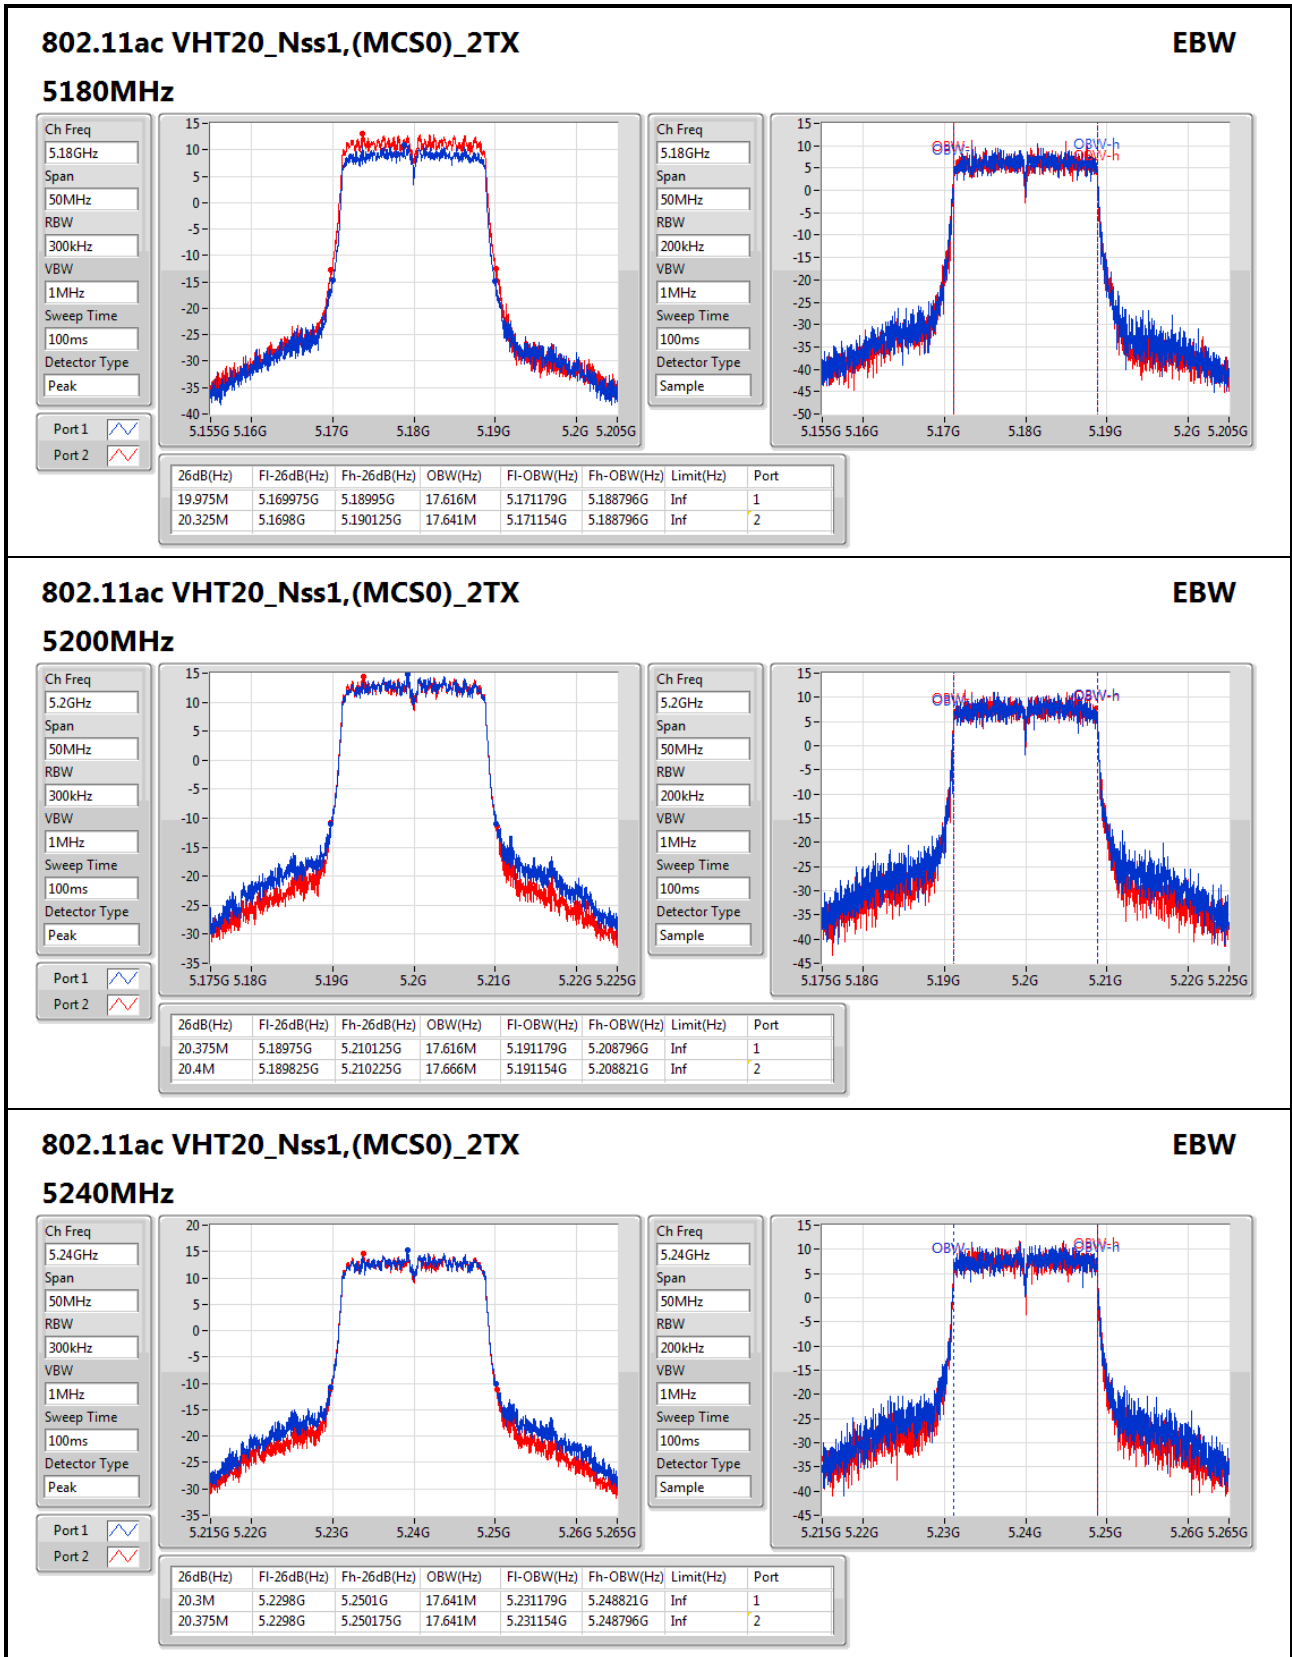 802.11ac VHT20_Nss1,(MCS0)_2TX EBW
5180MHz
Ch Freq
5.18GHz
Span
50MHz
RBW
300kHz
VBW
1MHz
Sweep Time
100ms
Detector Type
Peak
Port 1
Port 2
15
10
5
0
-5
-10
-15
-20
-25
-30
-35
-40
5.155G 5.16G 5.17G 5.18G 5.19G 5.2G 5.205G
Ch Freq
5.18GHz
Span
50MHz
RBW
200kHz
VBW
1MHz
Sweep Time
100ms
Detector Type
Sample
15
10
5
0
-5
-10
-15
-20
-25
-30
-35
-40
-45
-50
OBW-h
OBW-h
5.155G 5.16G 5.17G 5.18G 5.19G 5.2G 5.205G
26dB(Hz) Fl-26dB(Hz) Fh-26dB(Hz) OBW(Hz) Fl-OBW(Hz) Fh-OBW(Hz) Limit(Hz) Port
19.975M 5.169975G 5.18995G 17.616M 5.171179G 5.188796G Inf 1
20.325M 5.1698G 5.190125G 17.641M 5.171154G 5.188796G Inf 2
802.11ac VHT20_Nss1,(MCS0)_2TX EBW
5200MHz
Ch Freq
5.2GHz
Span
50MHz
RBW
300kHz
VBW
1MHz
Sweep Time
100ms
Detector Type
Peak
Port 1
Port 2
15
10
5
0
-5
-10
-15
-20
-25
-30
-35
5.175G 5.18G 5.19G 5.2G 5.21G 5.22G 5.225G
Ch Freq
5.2GHz
Span
50MHz
RBW
200kHz
VBW
1MHz
Sweep Time
100ms
Detector Type
Sample
15
10
5
0
-5
-10
-15
-20
-25
-30
-35
-40
-45
OBW-h
5.175G 5.18G 5.19G 5.2G 5.21G 5.22G 5.225G
26dB(Hz) Fl-26dB(Hz) Fh-26dB(Hz) OBW(Hz) Fl-OBW(Hz) Fh-OBW(Hz) Limit(Hz) Port
20.375M 5.18975G 5.210125G 17.616M 5.191179G 5.208796G Inf 1
20.4M 5.189825G 5.210225G 17.666M 5.191154G 5.208821G Inf 2
802.11ac VHT20_Nss1,(MCS0)_2TX EBW
5240MHz
Ch Freq
5.24GHz
Span
50MHz
RBW
300kHz
VBW
1MHz
Sweep Time
100ms
Detector Type
Peak
Port 1
Port 2
20
15
10
5
0
-5
-10
-15
-20
-25
-30
-35
5.215G 5.22G 5.23G 5.24G 5.25G 5.26G 5.265G
Ch Freq
5.24GHz
Span
50MHz
RBW
200kHz
VBW
1MHz
Sweep Time
100ms
Detector Type
Sample
15
10
5
0
-5
-10
-15
-20
-25
-30
-35
-40
-45
OBW-h
5.215G 5.22G 5.23G 5.24G 5.25G 5.26G 5.265G
26dB(Hz) Fl-26dB(Hz) Fh-26dB(Hz) OBW(Hz) Fl-OBW(Hz) Fh-OBW(Hz) Limit(Hz) Port
20.3M 5.2298G 5.2501G 17.641M 5.231179G 5.248821G Inf 1
20.375M 5.2298G 5.250175G 17.641M 5.231154G 5.248796G Inf 2